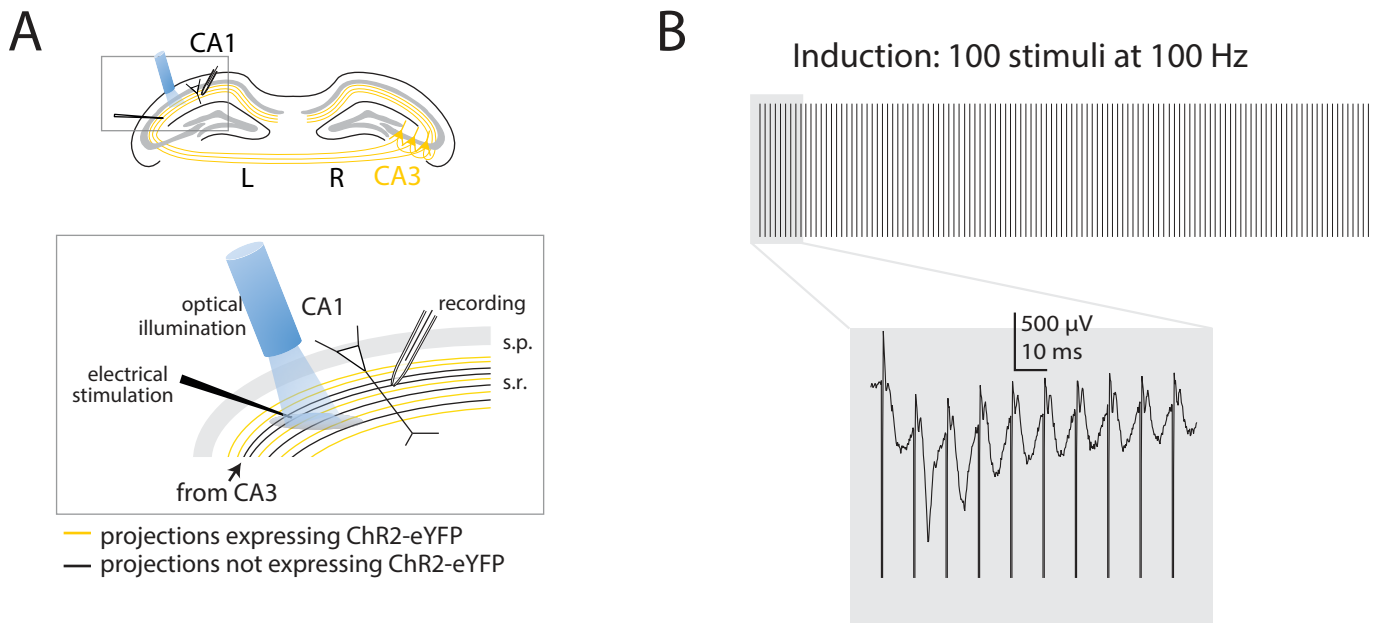 A
CA1
L
R
CA3
optical
illumination
CA1
recording
s.p.
electrical
stimulation
s.r.
from CA3
projections expressing ChR2-eYFP
projections not expressing ChR2-eYFP
B
Induction: 100 stimuli at 100 Hz
500 µV
10 ms